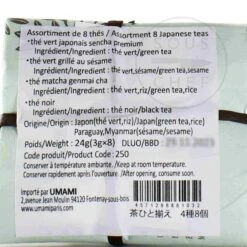 Assortiment de 8 thés / Assortment 8 Japanese teas
・thé vert japonais sencha premium
Ingrédient/Ingredient : thé vert/green tea
・thé vert grillé au sésame
Ingrédient/Ingredient : thé vert,sésame/green tea,sesame
・thé matcha genmai cha
Ingrédient/Ingredient : thé vert,riz/green tea,rice
・thé noir
Ingrédient/Ingredient : thé noir/black tea
Origine/Origin : Japon(thé vert,riz)/Japan(green tea,rice)
Paraguay,Myanmar(sésame/sesame)
Poids/Weight : 24g(3g×8) DLUO/BBD :
Code produit/Product Code : 250
Conserver à température ambiante./Keep at room temperature.
Importé par UMAMI
2,avenue Jean Moulin 94120 Fontenay-sous-bois
www.umamiparis.com
茶ひと揃え 4種8個